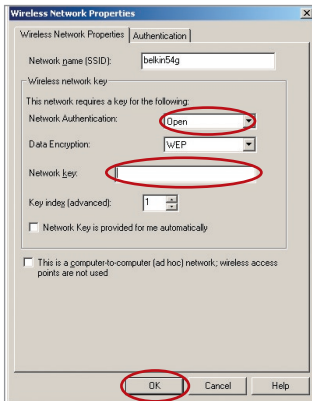 Wireless Network Properties
Wireless Network Properties Authentication
Network name (SSID): belkin54g
Wireless network key
This network requires a key for the following:
Network Authentication: Open
Data Encryption: WEP
Network key:
Key index (advanced): 1
Network Key is provided for me automatically
This is a computer-to-computer (ad hoc) network; wireless access
points are not used
OK Cancel Help